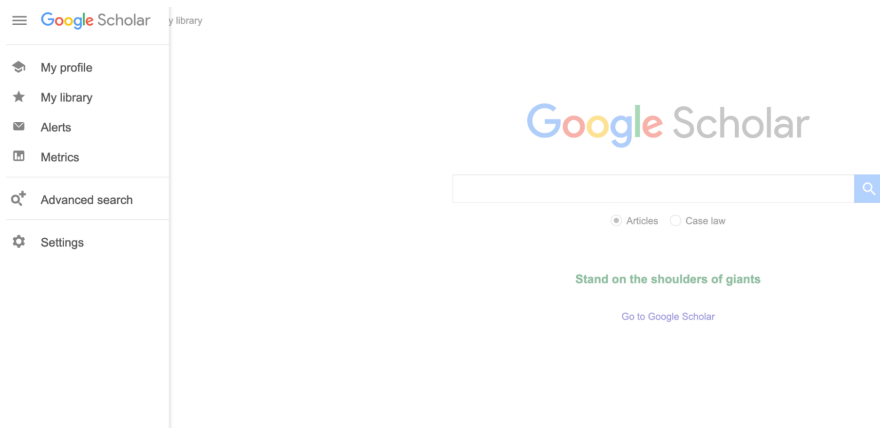 Google Scholar
y library
My profile
My library
Alerts
Metrics
Advanced search
Settings
Google Scholar
Articles
Case law
Stand on the shoulders of giants
Go to Google Scholar